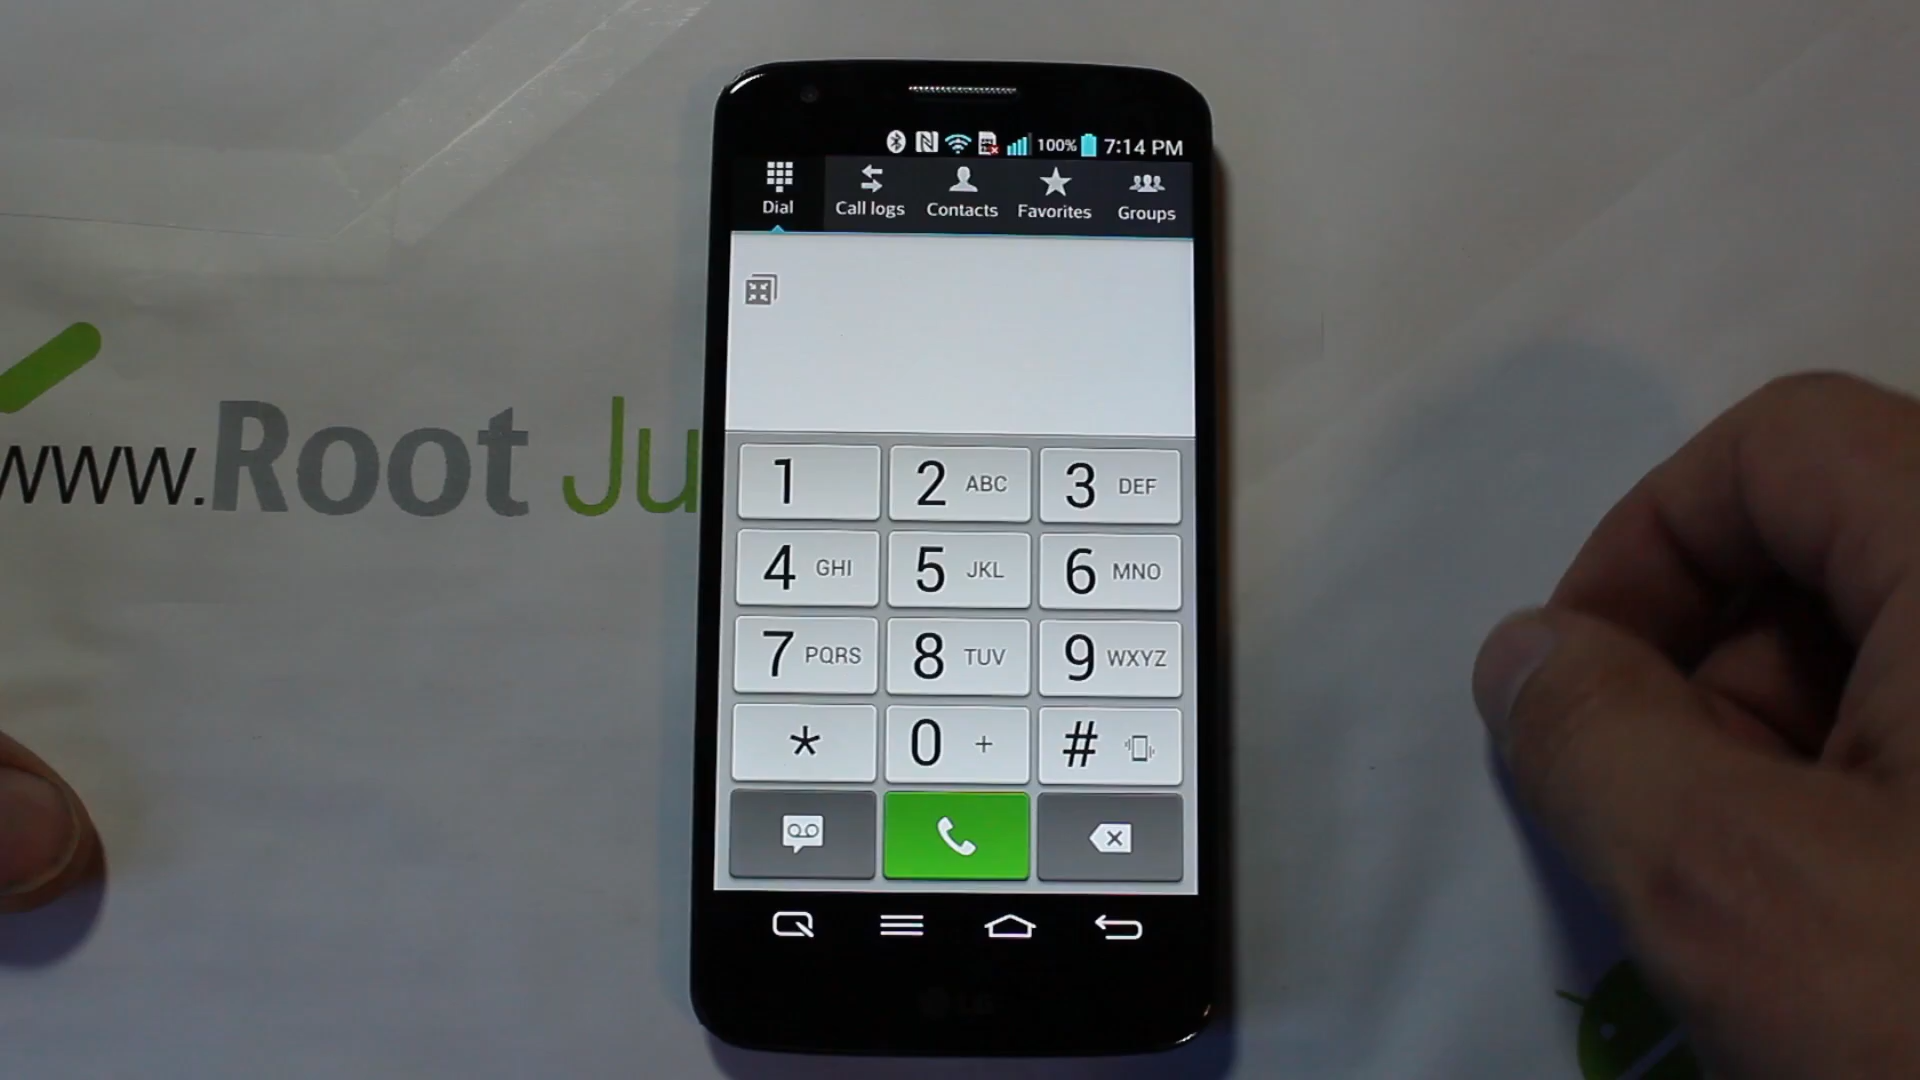 100% 7:14 PM
Dial Call logs Contacts Favorites Groups
www.Root Ju
1 2 ABC 3 DEF
4 GHI 5 JKL 6 MNO
7 PQRS 8 TUV 9 WXYZ
* 0 + #
LG